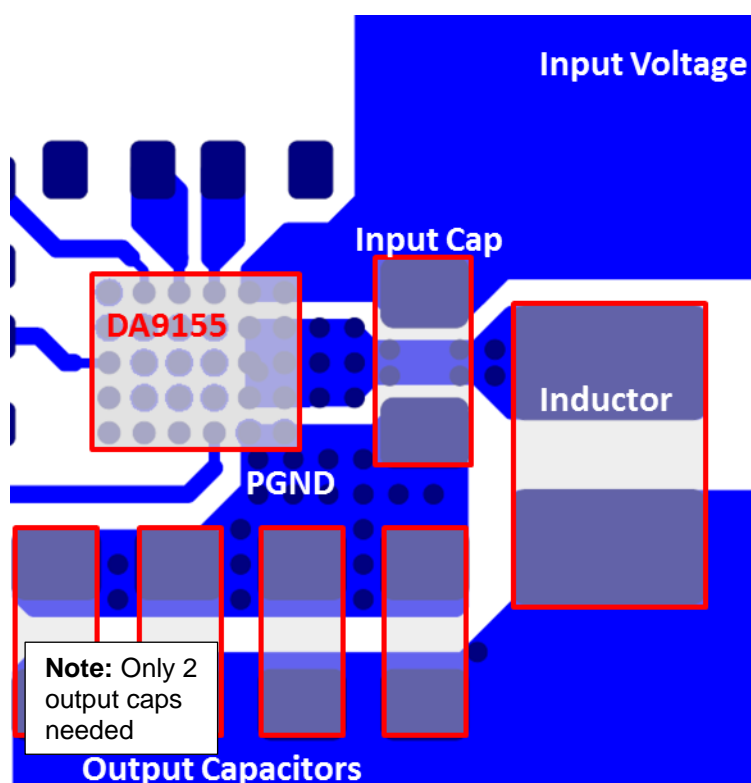 Input Voltage
Input Cap
DA9155
Inductor
PGND
Note: Only 2
output caps
needed
Output Capacitors